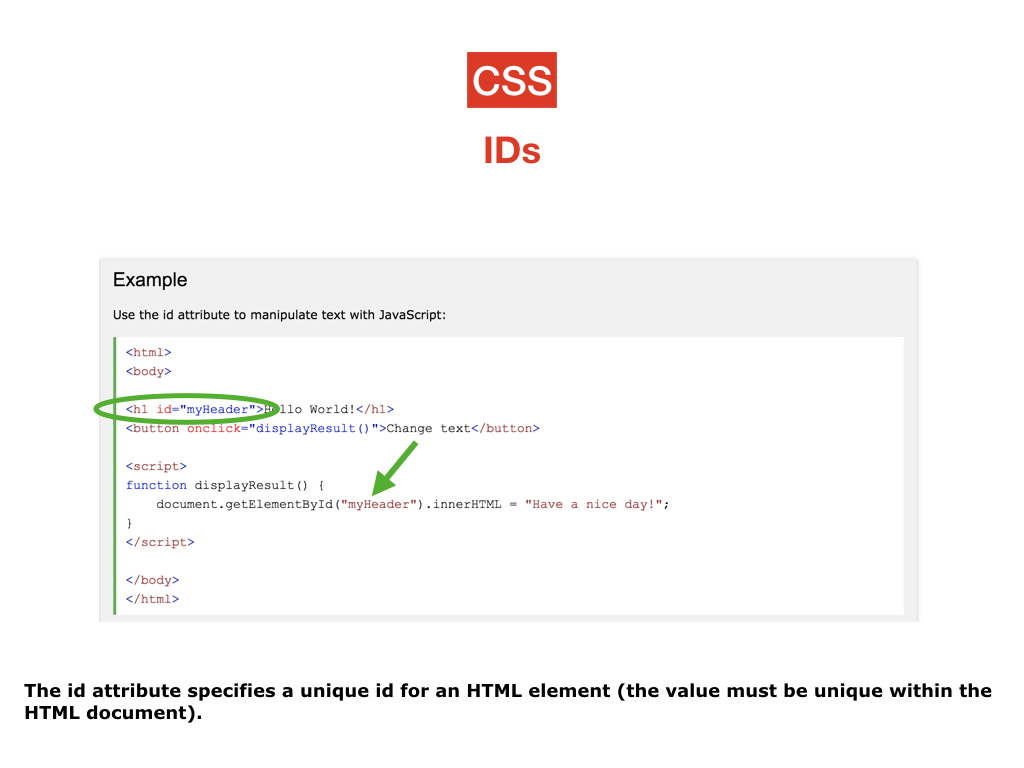 CSS
IDs
Example
Use the id attribute to manipulate text with JavaScript:
<html>
<body>
<h1 id="myHeader">Hello World!</h1>
<button onclick="displayResult()">Change text</button>
<script>
function displayResult() {
    document.getElementById("myHeader").innerHTML = "Have a nice day!";
}
</script>
</body>
</html>
The id attribute specifies a unique id for an HTML element (the value must be unique within the
HTML document).